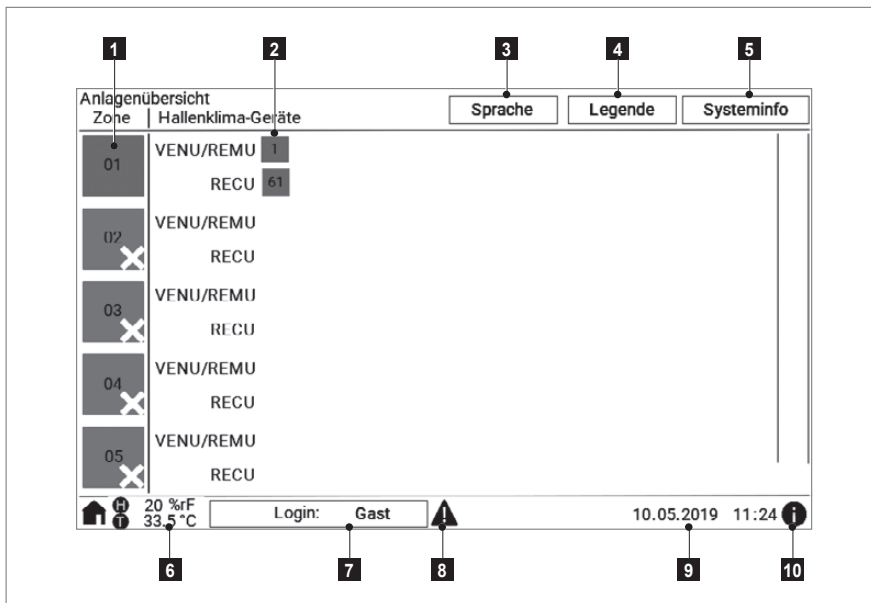 1 2 3 4 5
Anlagenübersicht
Zone Hallenklima-Geräte
Sprache Legende Systeminfo
01 VENU/REMU 1
RECU 61
02 VENU/REMU
RECU
03 VENU/REMU
RECU
04 VENU/REMU
RECU
05 VENU/REMU
RECU
H 20 %rF
T 33.5 °C
Login: Gast
10.05.2019 11:24
6 7 8 9 10